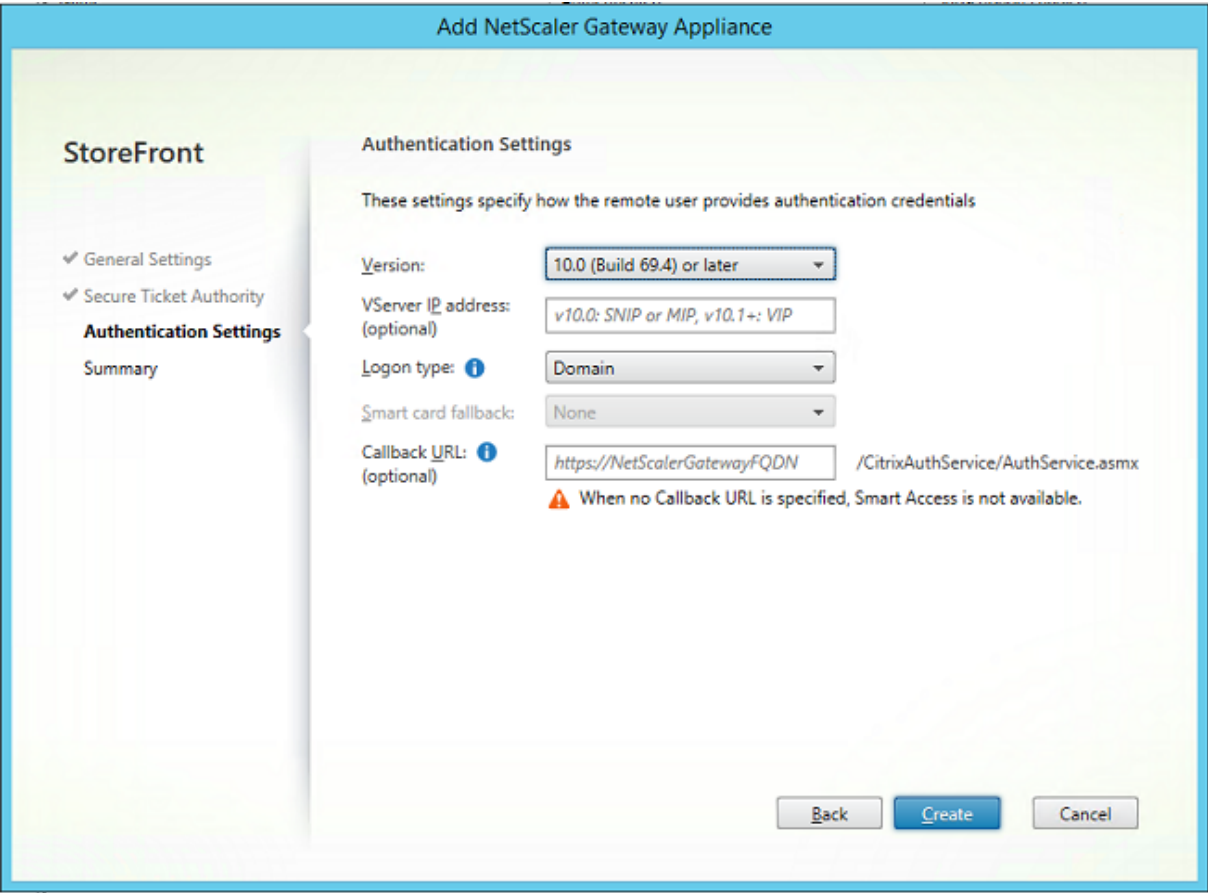 Add NetScaler Gateway Appliance
StoreFront
General Settings
Secure Ticket Authority
Authentication Settings
Summary
Authentication Settings
These settings specify how the remote user provides authentication credentials
Version:
10.0 (Build 69.4) or later
VServer IP address:
(optional)
v10.0: SNIP or MIP, v10.1+: VIP
Logon type:
Domain
Smart card fallback:
None
Callback URL:
(optional)
https://NetScalerGatewayFQDN
/CitrixAuthService/AuthService.asmx
When no Callback URL is specified, Smart Access is not available.
Back
Create
Cancel